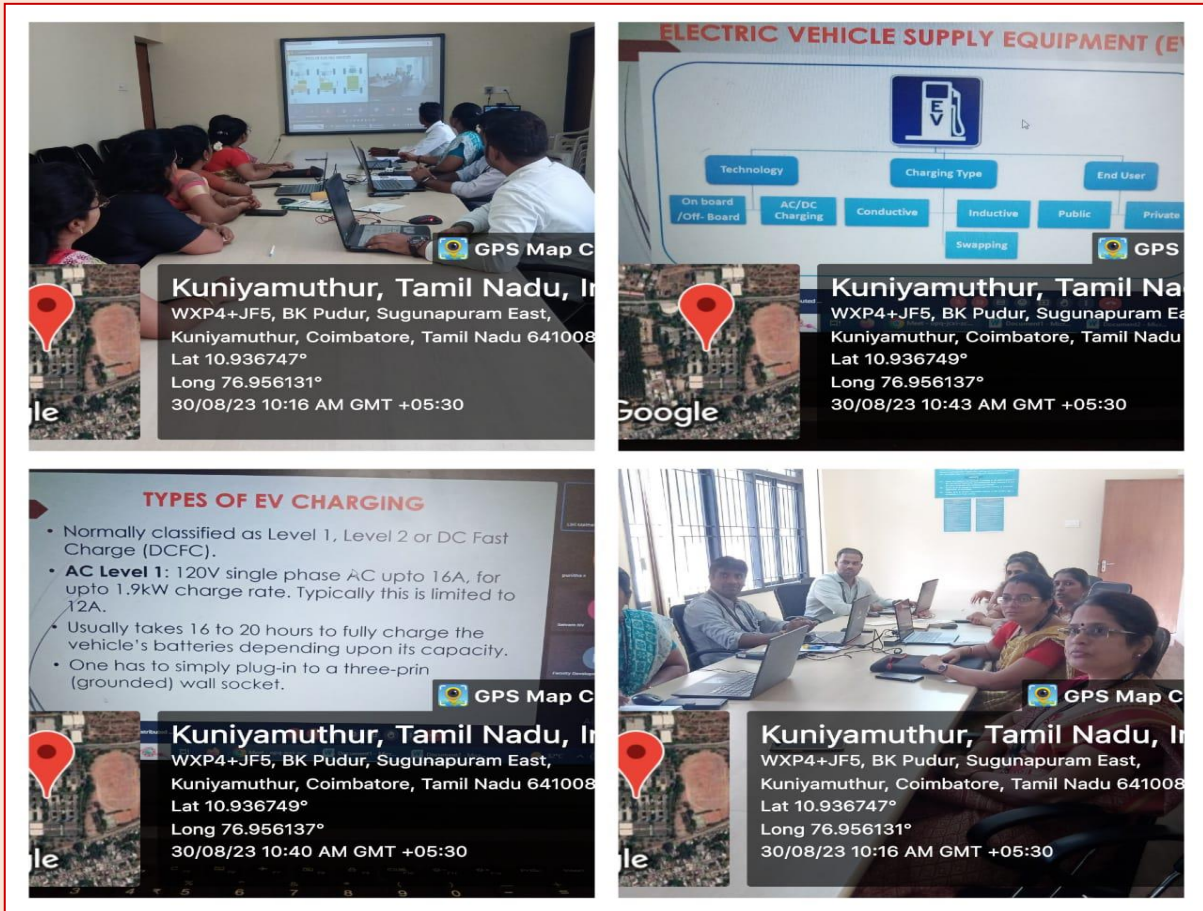 GPS Map C
Kuniyamuthur, Tamil Nadu, I
WXP4+JF5, BK Pudur, Sugunapuram East,
Kuniyamuthur, Coimbatore, Tamil Nadu 641008
Lat 10.936747°
Long 76.956131°
30/08/23 10:16 AM GMT +05:30
gle
ELECTRIC VEHICLE SUPPLY EQUIPMENT (E
EV
Technology
Charging Type
End User
On board
/Off- Board
AC/DC
Charging
Conductive
Inductive
Public
Private
Swapping
GPS
Kuniyamuthur, Tamil Na
WXP4+JF5, BK Pudur, Sugunapuram Ea
Kuniyamuthur, Coimbatore, Tamil Nadu
Lat 10.936749°
Long 76.956137°
30/08/23 10:43 AM GMT +05:30
Google
TYPES OF EV CHARGING
• Normally classified as Level 1, Level 2 or DC Fast
Charge (DCFC).
• AC Level 1: 120V single phase AC upto 16A, for
upto 1.9kW charge rate. Typically this is limited to
12A.
• Usually takes 16 to 20 hours to fully charge the
vehicle's batteries depending upon its capacity.
• One has to simply plug-in to a three-prin
(grounded) wall socket.
GPS Map C
Kuniyamuthur, Tamil Nadu, I
WXP4+JF5, BK Pudur, Sugunapuram East,
Kuniyamuthur, Coimbatore, Tamil Nadu 641008
Lat 10.936749°
Long 76.956137°
30/08/23 10:40 AM GMT +05:30
gle
3 4 ₹ 5 6 7 8 9 0 - =
GPS Map C
Kuniyamuthur, Tamil Nadu, I
WXP4+JF5, BK Pudur, Sugunapuram East,
Kuniyamuthur, Coimbatore, Tamil Nadu 641008
Lat 10.936747°
Long 76.956131°
30/08/23 10:16 AM GMT +05:30
gle